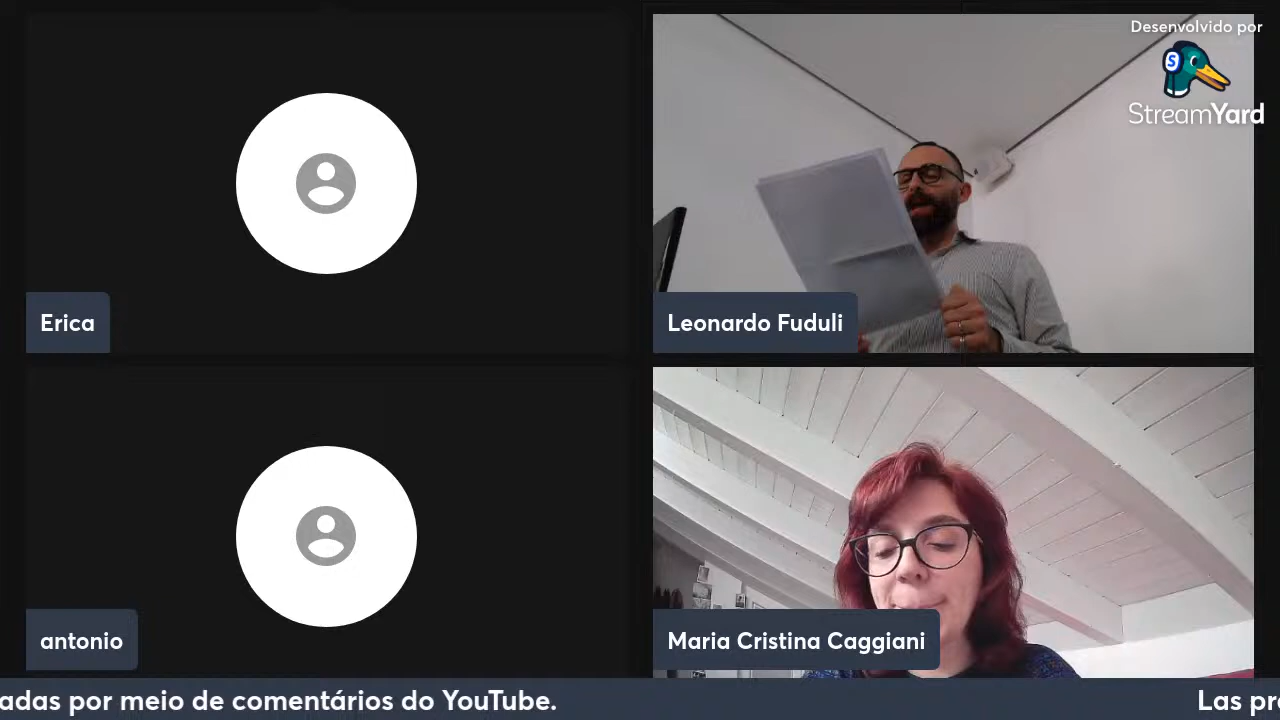 Desenvolvido por
StreamYard
Erica
Leonardo Fuduli
antonio
Maria Cristina Caggiani
adas por meio de comentários do YouTube.
Las pr